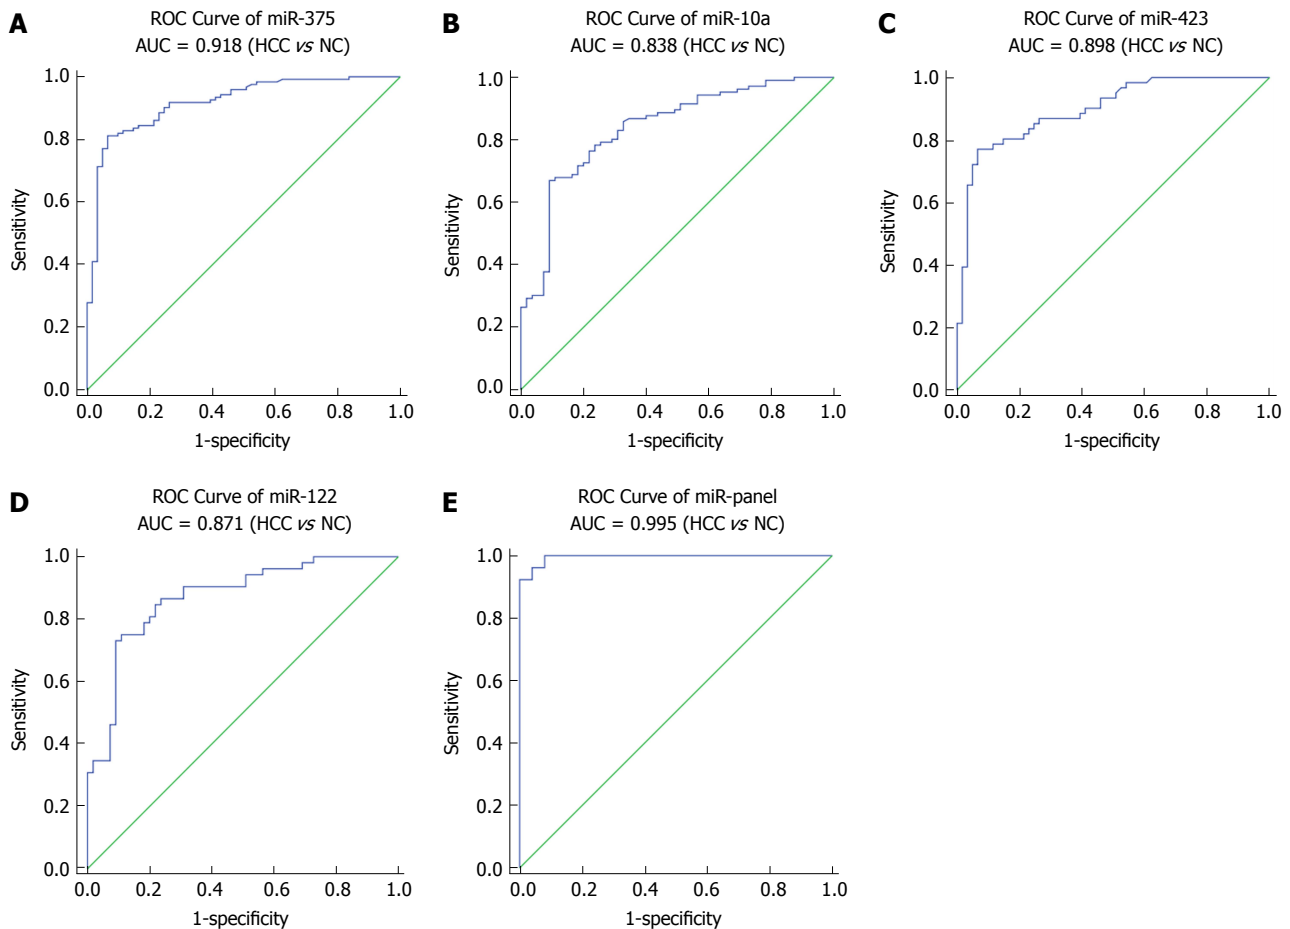 A
ROC Curve of miR-375
AUC = 0.918 (HCC vs NC)
1.0
0.8
0.6
0.4
0.2
0.0
Sensitivity
0.0 0.2 0.4 0.6 0.8 1.0
1-specificity
B
ROC Curve of miR-10a
AUC = 0.838 (HCC vs NC)
1.0
0.8
0.6
0.4
0.2
0.0
Sensitivity
0.0 0.2 0.4 0.6 0.8 1.0
1-specificity
C
ROC Curve of miR-423
AUC = 0.898 (HCC vs NC)
1.0
0.8
0.6
0.4
0.2
0.0
Sensitivity
0.0 0.2 0.4 0.6 0.8 1.0
1-specificity
D
ROC Curve of miR-122
AUC = 0.871 (HCC vs NC)
1.0
0.8
0.6
0.4
0.2
0.0
Sensitivity
0.0 0.2 0.4 0.6 0.8 1.0
1-specificity
E
ROC Curve of miR-panel
AUC = 0.995 (HCC vs NC)
1.0
0.8
0.6
0.4
0.2
0.0
Sensitivity
0.0 0.2 0.4 0.6 0.8 1.0
1-specificity